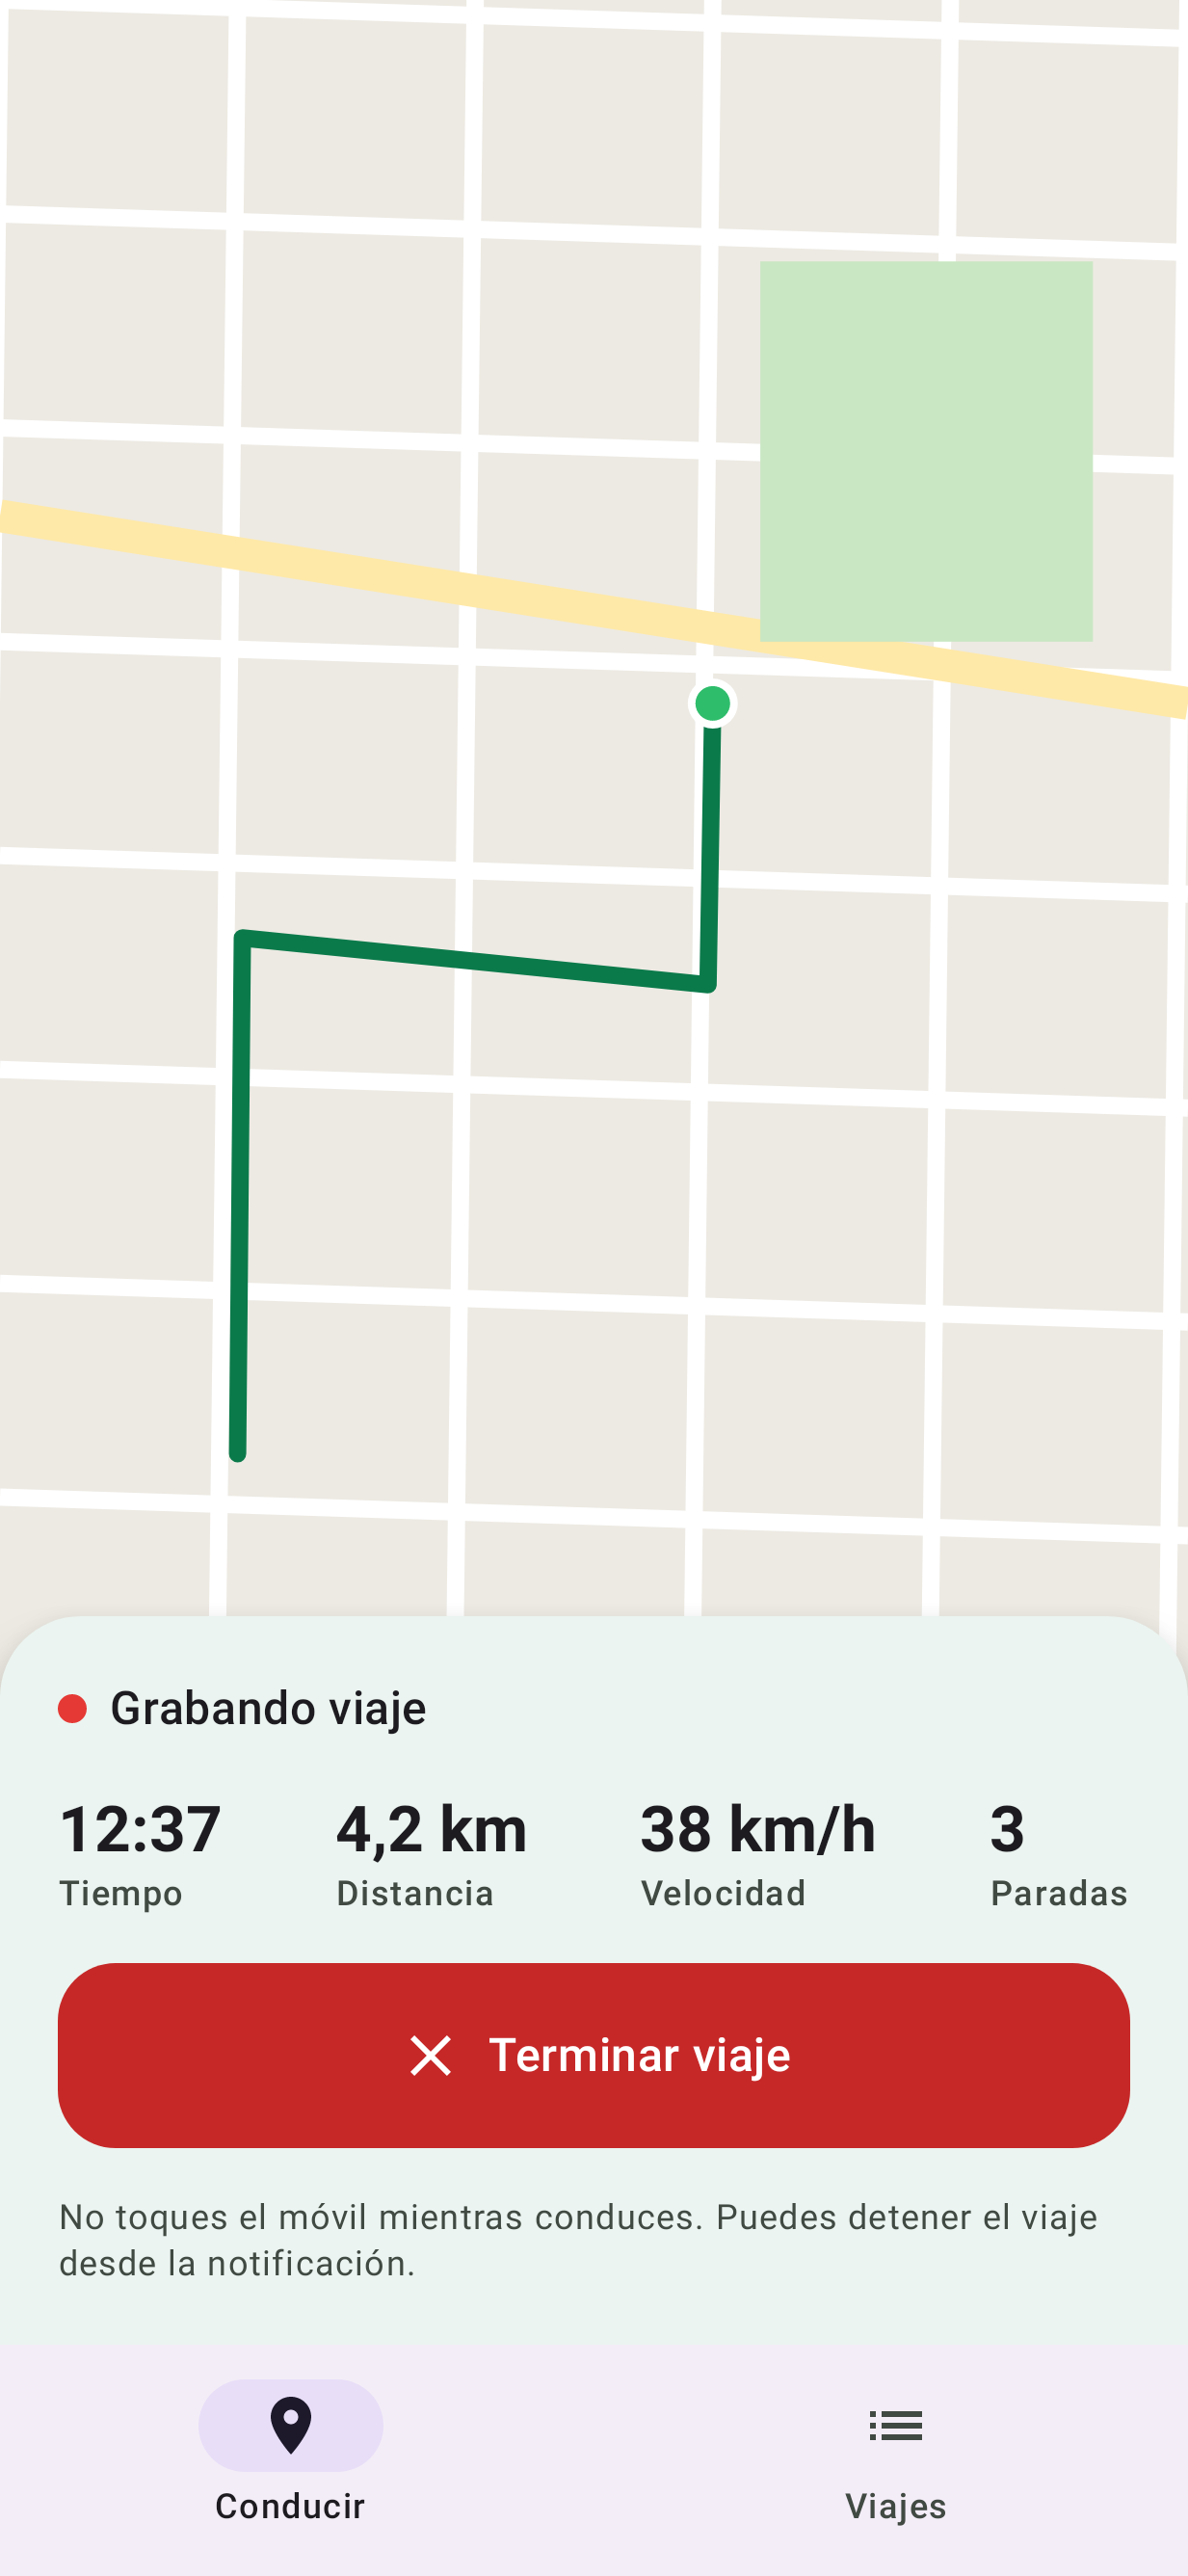 Grabando viaje
12:37 4,2 km 38 km/h 3
Tiempo Distancia Velocidad Paradas
Terminar viaje
No toques el móvil mientras conduces. Puedes detener el viaje
desde la notificación.
Conducir Viajes